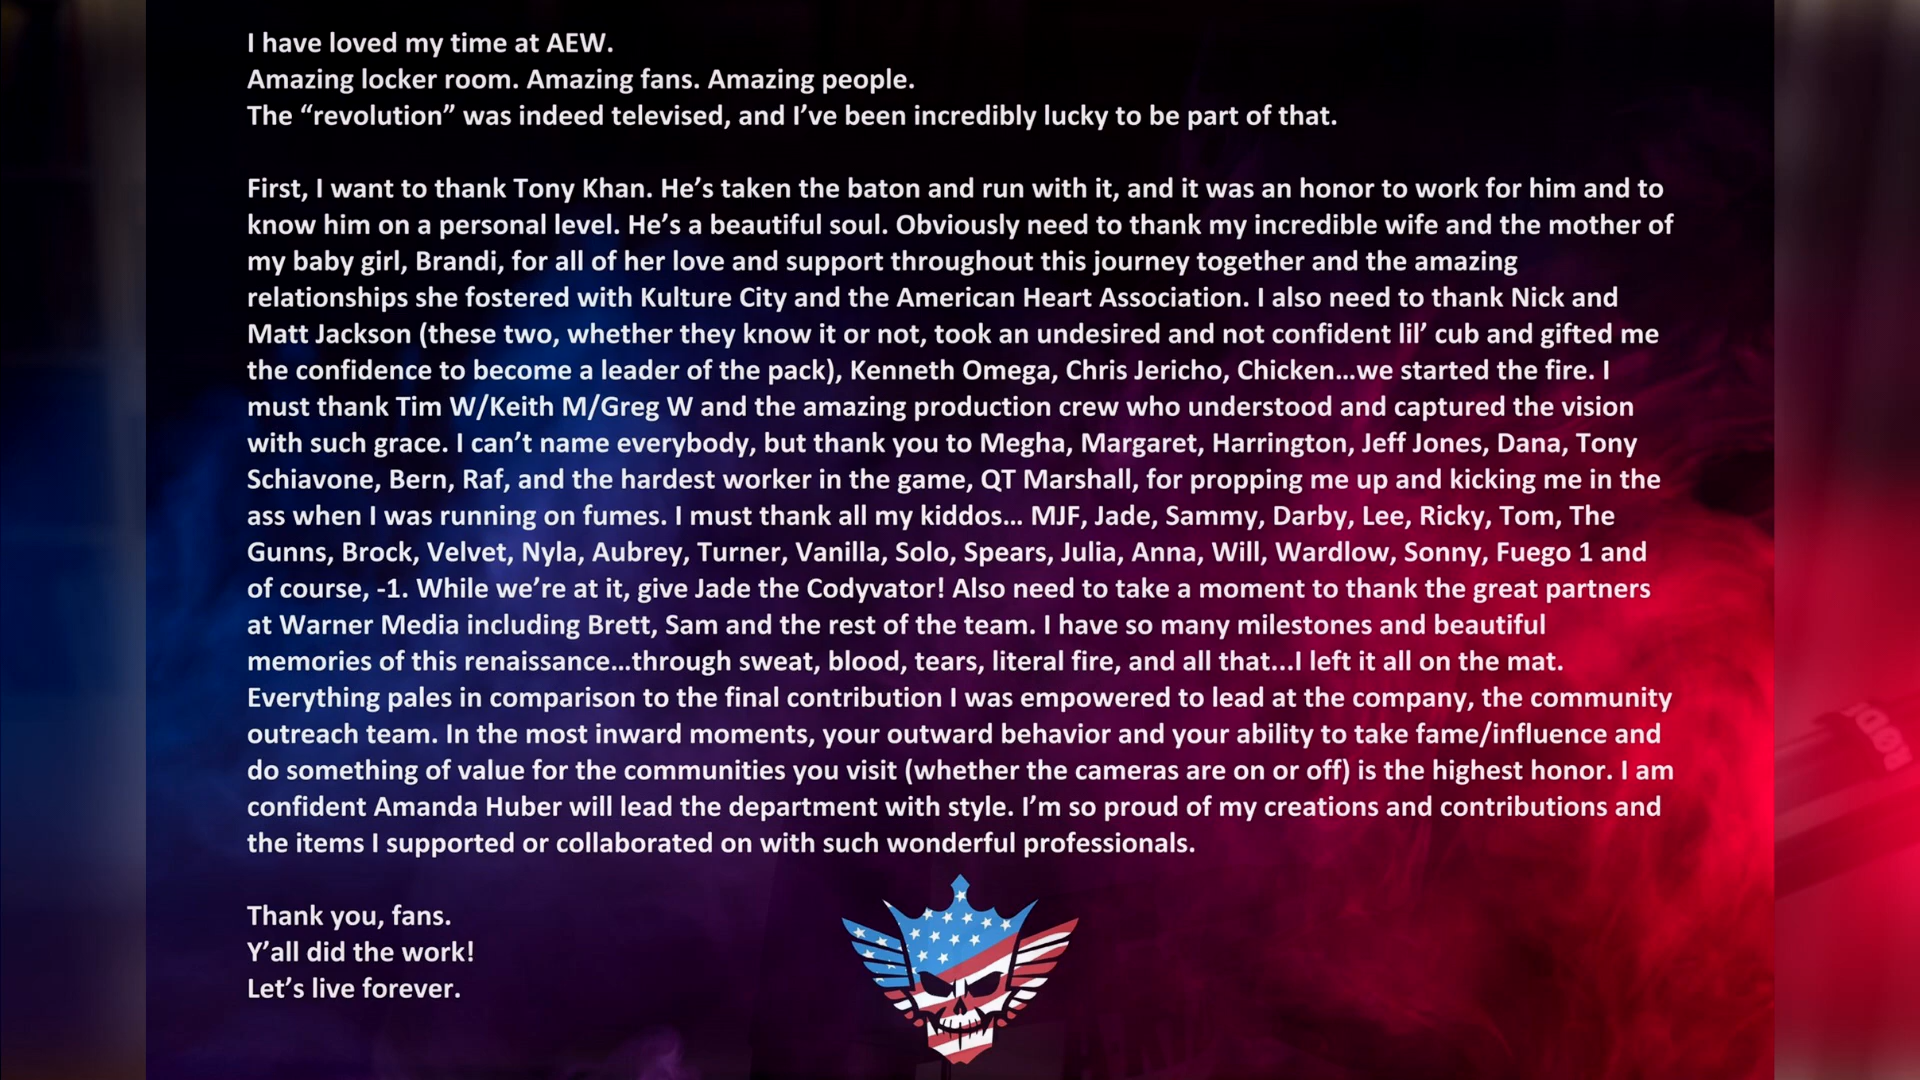 I have loved my time at AEW.
Amazing locker room. Amazing fans. Amazing people.
The “revolution” was indeed televised, and I’ve been incredibly lucky to be part of that.
First, I want to thank Tony Khan. He’s taken the baton and run with it, and it was an honor to work for him and to
know him on a personal level. He’s a beautiful soul. Obviously need to thank my incredible wife and the mother of
my baby girl, Brandi, for all of her love and support throughout this journey together and the amazing
relationships she fostered with Kulture City and the American Heart Association. I also need to thank Nick and
Matt Jackson (these two, whether they know it or not, took an undesired and not confident lil’ cub and gifted me
the confidence to become a leader of the pack), Kenneth Omega, Chris Jericho, Chicken…we started the fire. I
must thank Tim W/Keith M/Greg W and the amazing production crew who understood and captured the vision
with such grace. I can’t name everybody, but thank you to Megha, Margaret, Harrington, Jeff Jones, Dana, Tony
Schiavone, Bern, Raf, and the hardest worker in the game, QT Marshall, for propping me up and kicking me in the
ass when I was running on fumes. I must thank all my kiddos… MJF, Jade, Sammy, Darby, Lee, Ricky, Tom, The
Gunns, Brock, Velvet, Nyla, Aubrey, Turner, Vanilla, Solo, Spears, Julia, Anna, Will, Wardlow, Sonny, Fuego 1 and
of course, -1. While we’re at it, give Jade the Codyvator! Also need to take a moment to thank the great partners
at Warner Media including Brett, Sam and the rest of the team. I have so many milestones and beautiful
memories of this renaissance…through sweat, blood, tears, literal fire, and all that...I left it all on the mat.
Everything pales in comparison to the final contribution I was empowered to lead at the company, the community
outreach team. In the most inward moments, your outward behavior and your ability to take fame/influence and
do something of value for the communities you visit (whether the cameras are on or off) is the highest honor. I am
confident Amanda Huber will lead the department with style. I’m so proud of my creations and contributions and
the items I supported or collaborated on with such wonderful professionals.
Thank you, fans.
Y’all did the work!
Let’s live forever.